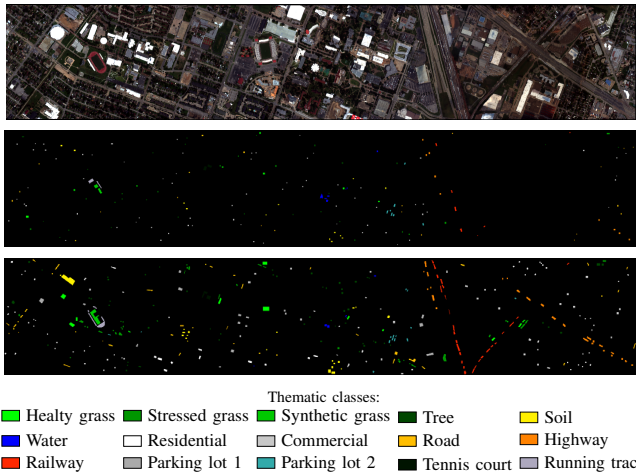 Thematic classes:
Healty grass Stressed grass Synthetic grass Tree Soil
Water Residential Commercial Road Highway
Railway Parking lot 1 Parking lot 2 Tennis court Running trac